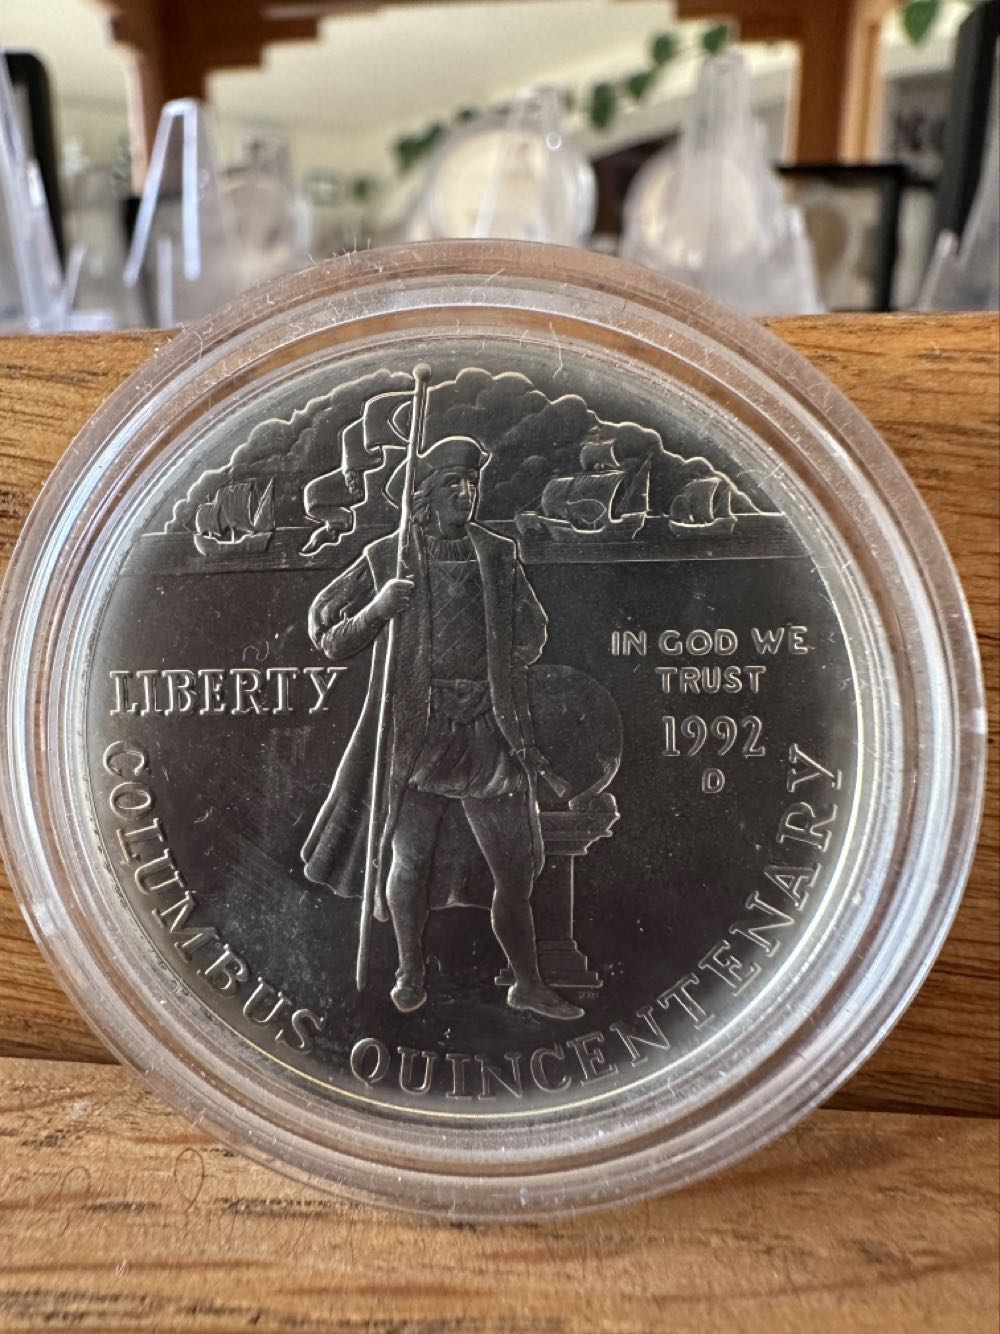 LIBERTY
IN GOD WE
TRUST
1992
D
COLUMBUS QUINCENTENARY